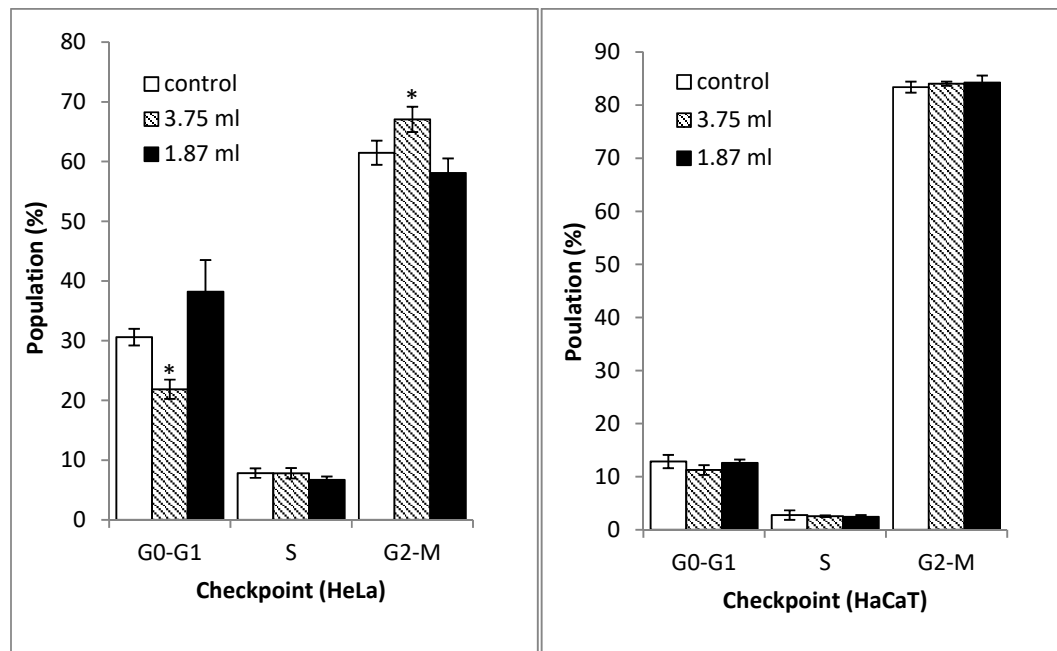 80
70
60
50
40
30
20
10
0
Population (%)
control
3.75 ml
1.87 ml
*
*
G0-G1 S G2-M
Checkpoint (HeLa)
90
80
70
60
50
40
30
20
10
0
Poulation (%)
control
3.75 ml
1.87 ml
G0-G1 S G2-M
Checkpoint (HaCaT)